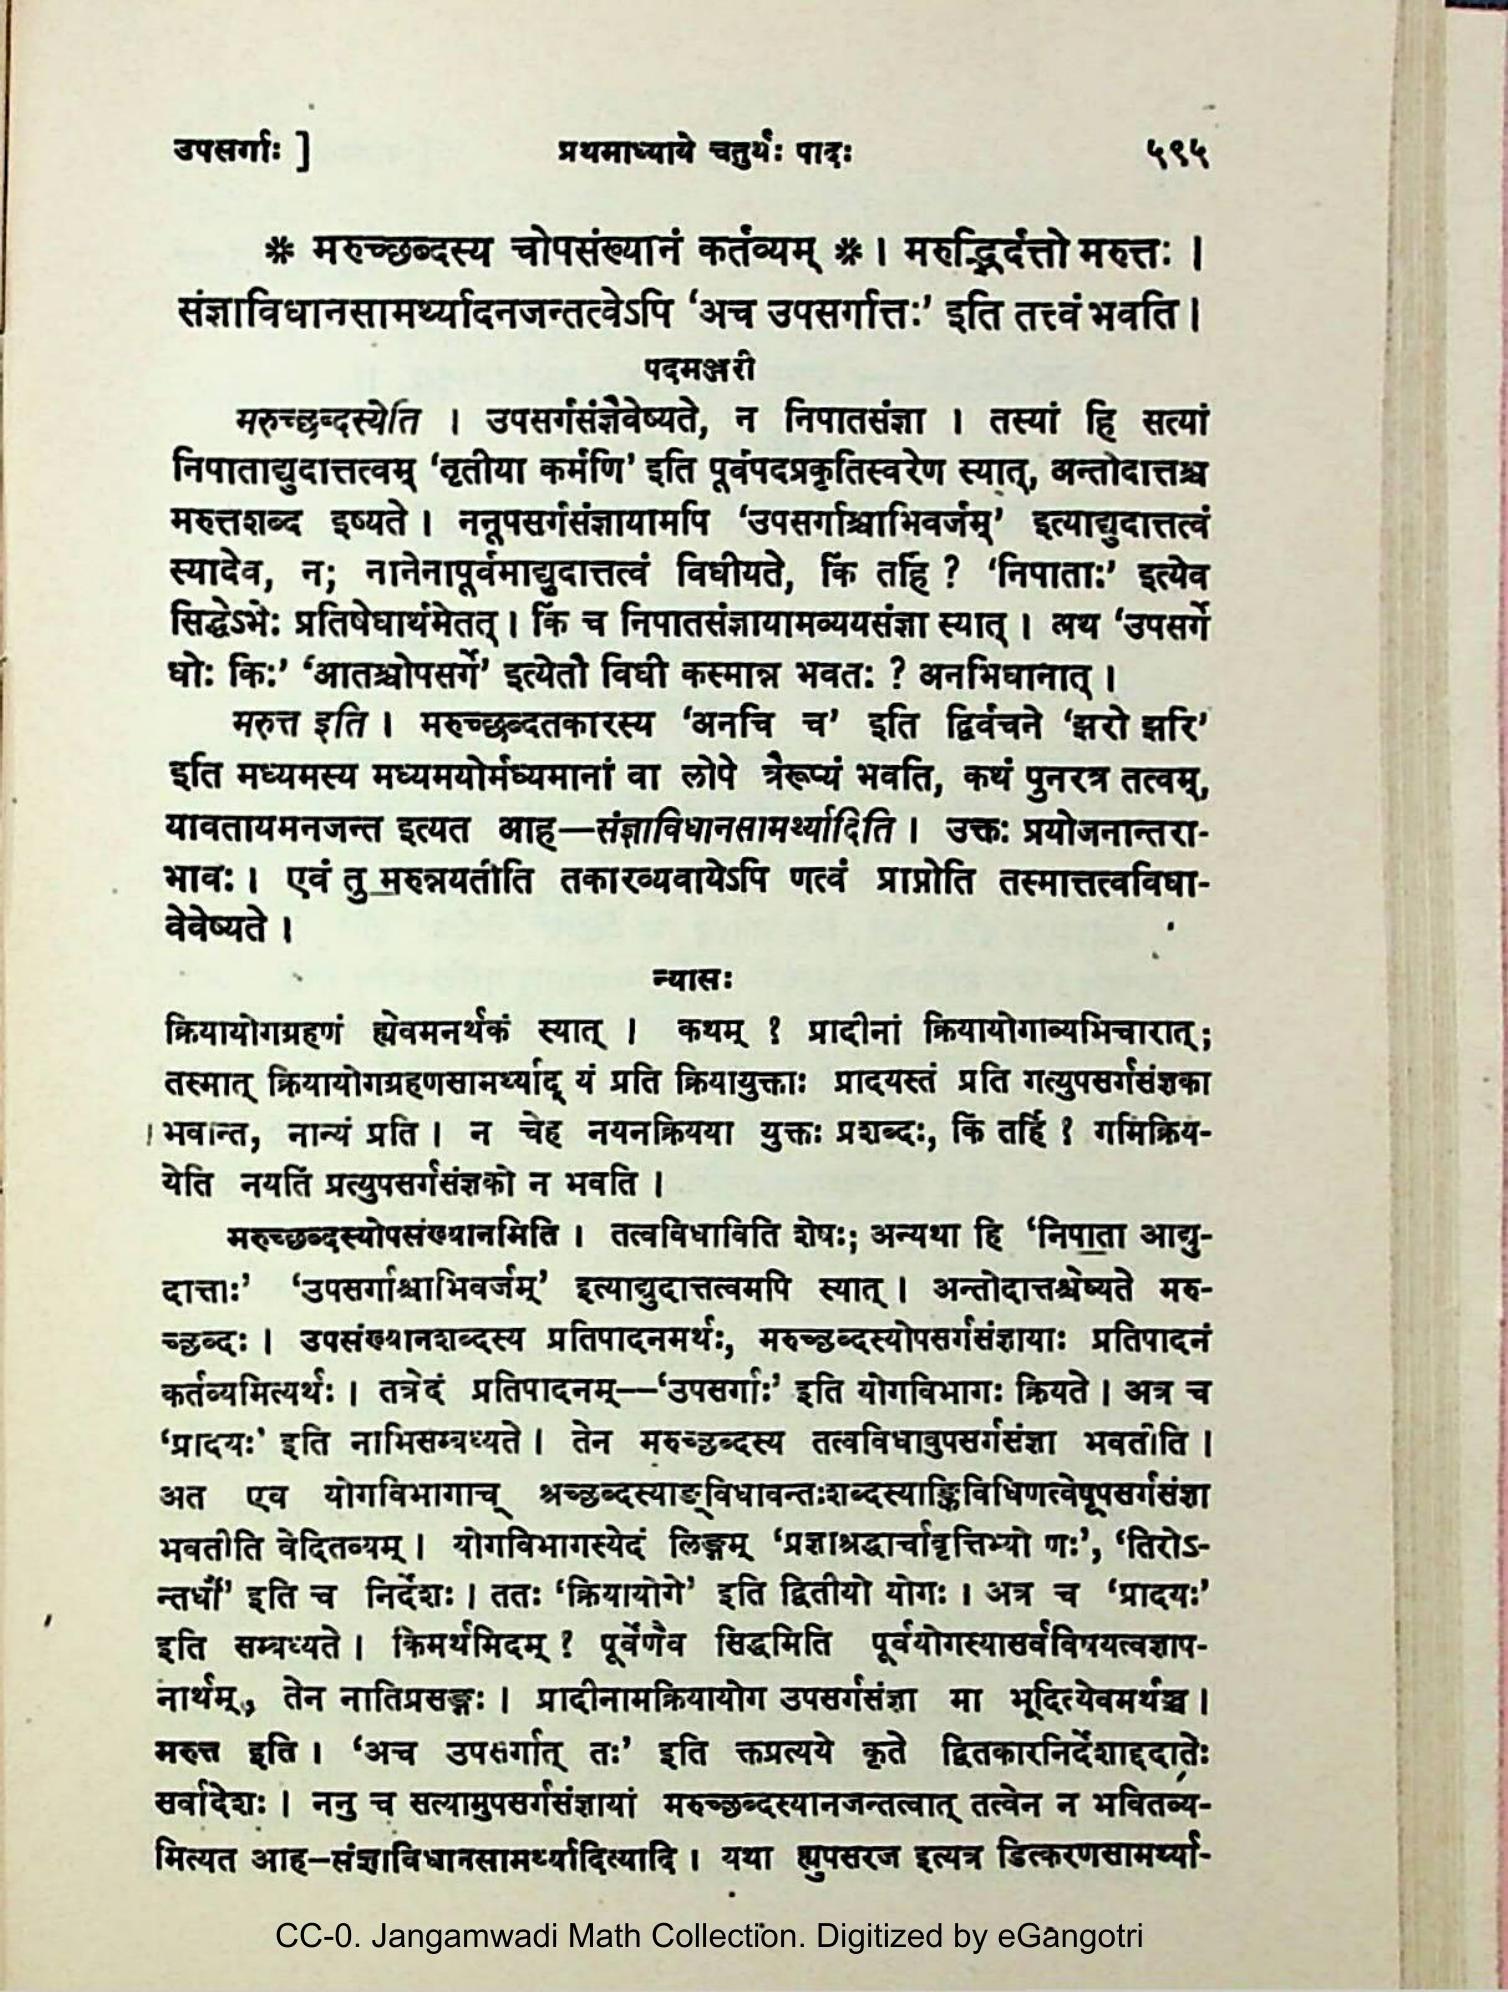 उपसर्गाः ] प्रथमाध्याये चतुर्थः पादः ५९५
* मरुच्छब्दस्य चोपसंख्यानं कर्तव्यम् * । मरुद्भिर्दत्तो मरुत्तः ।
संज्ञाविधानसामर्थ्यादनजन्तत्वेऽपि ‘अच उपसर्गात्तः’ इति तत्त्वं भवति ।
पदमञ्जरी
मरुच्छब्दस्येति । उपसर्गसंज्ञैवेष्यते, न निपातसंज्ञा । तस्यां हि सत्यां
निपाताद्युदात्तत्वम् ‘तृतीया कर्मणि’ इति पूर्वपदप्रकृतिस्वरेण स्यात्, अन्तोदात्तश्च
मरुत्तशब्द इष्यते । ननूपसर्गसंज्ञायामपि ‘उपसर्गाश्चाभिवर्जम्’ इत्याद्युदात्तत्वं
स्यादेव, न; नानेनापूर्वमाद्युदात्तत्वं विधीयते, किं तर्हि ? ‘निपाताः’ इत्येव
सिद्धेऽभेः प्रतिषेधार्थमेतत् । किं च निपातसंज्ञायामव्ययसंज्ञा स्यात् । अथ ‘उपसर्गे
घोः किः’ ‘आतश्चोपसर्गे’ इत्येतौ विधी कस्मान्न भवतः ? अनभिधानात् ।
मरुत्त इति । मरुच्छब्दतकारस्य ‘अनचि च’ इति द्विर्वचने ‘झरो झरि’
इति मध्यमस्य मध्यमयोर्मध्यमानां वा लोपे त्रैरूप्यं भवति, कथं पुनरत्र तत्वम्,
यावतायमनजन्त इत्यत आह—संज्ञाविधानसामर्थ्यादिति । उक्तः प्रयोजनान्तरा-
भावः । एवं तु मरुन्नयतीति तकारव्यवायेऽपि णत्वं प्राप्नोति तस्मात्तत्वविधा-
वेवेष्यते ।
न्यासः
क्रियायोगग्रहणं ह्येवमनर्थकं स्यात् । कथम् ? प्रादीनां क्रियायोगाव्यभिचारात्;
तस्मात् क्रियायोगग्रहणसामर्थ्याद् यं प्रति क्रियायुक्ताः प्रादयस्तं प्रति गत्युपसर्गसंज्ञका
भवन्ति, नान्यं प्रति । न चेह नयनक्रियया युक्तः प्रशब्दः, किं तर्हि ? गमिक्रिय-
येति नयतिं प्रत्युपसर्गसंज्ञको न भवति ।
मरुच्छब्दस्योपसंख्यानमिति । तत्वविधाविति शेषः; अन्यथा हि ‘निपाता आद्यु-
दात्ताः’ ‘उपसर्गाश्चाभिवर्जम्’ इत्याद्युदात्तत्वमपि स्यात् । अन्तोदात्तश्चेष्यते मरु-
च्छब्दः । उपसंख्यानशब्दस्य प्रतिपादनमर्थः, मरुच्छब्दस्योपसर्गसंज्ञायाः प्रतिपादनं
कर्तव्यमित्यर्थः । तत्रेदं प्रतिपादनम्—‘उपसर्गाः’ इति योगविभागः क्रियते । अत्र च
‘प्रादयः’ इति नाभिसम्बध्यते । तेन मरुच्छब्दस्य तत्वविधावुपसर्गसंज्ञा भवतीति ।
अत एव योगविभागाच् श्रच्छब्दस्याङ्विधावन्तःशब्दस्याङ्किविधिणत्वेषूपसर्गसंज्ञा
भवतीति वेदितव्यम् । योगविभागस्येदं लिङ्गम् ‘प्रज्ञाश्रद्धार्चावृत्तिभ्यो णः’, ‘तिरोऽ-
न्तर्धौ’ इति च निर्देशः । ततः ‘क्रियायोगे’ इति द्वितीयो योगः । अत्र च ‘प्रादयः’
इति सम्बध्यते । किमर्थमिदम् ? पूर्वेणैव सिद्धमिति पूर्वयोगस्यासर्वविषयत्वज्ञाप-
नार्थम्, तेन नातिप्रसङ्गः । प्रादीनामक्रियायोग उपसर्गसंज्ञा मा भूदित्येवमर्थञ्च ।
मरुत्त इति । ‘अच उपसर्गात् तः’ इति क्तप्रत्यये कृते द्वितकारनिर्देशाद्ददातेः
सर्वादेशः । ननु च सत्यामुपसर्गसंज्ञायां मरुच्छब्दस्यानजन्तत्वात् तत्वेन न भवितव्य-
मित्यत आह–संज्ञाविधानसामर्थ्यादित्यादि । यथा ह्युपसरज इत्यत्र डित्करणसामर्थ्या-
CC-0. Jangamwadi Math Collection. Digitized by eGangotri